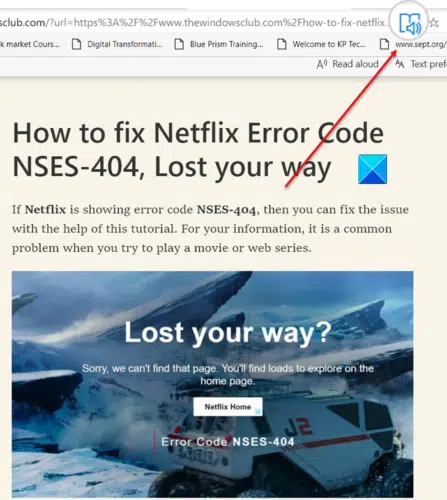 sclub.com/?url=https%3A%2F%2Fwww.thewindowsclub.com%2Fhow-to-fix-netflix
k market Cours...
Digital Transformati...
Blue Prism Training...
Welcome to KP Tec...
www.sept.org/
Read aloud
Text prefe
How to fix Netflix Error Code
NSES-404, Lost your way
If Netflix is showing error code NSES-404, then you can fix the issue
with the help of this tutorial. For your information, it is a common
problem when you try to play a movie or web series.
Lost your way?
Sorry, we can't find that page. You'll find loads to explore on the
home page.
Netflix Home
Error Code NSES-404
J2